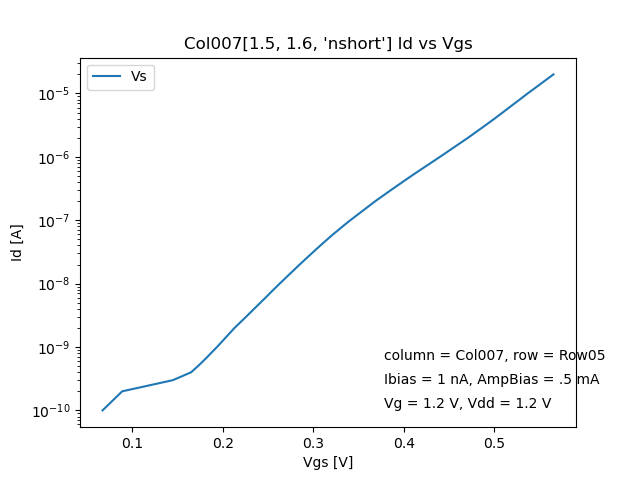 Col007[1.5, 1.6, 'nshort'] Id vs Vgs
Vs
10⁻⁵
10⁻⁶
10⁻⁷
10⁻⁸
10⁻⁹
10⁻¹⁰
Id [A]
column = Col007, row = Row05
Ibias = 1 nA, AmpBias = .5 mA
Vg = 1.2 V, Vdd = 1.2 V
0.1 0.2 0.3 0.4 0.5
Vgs [V]